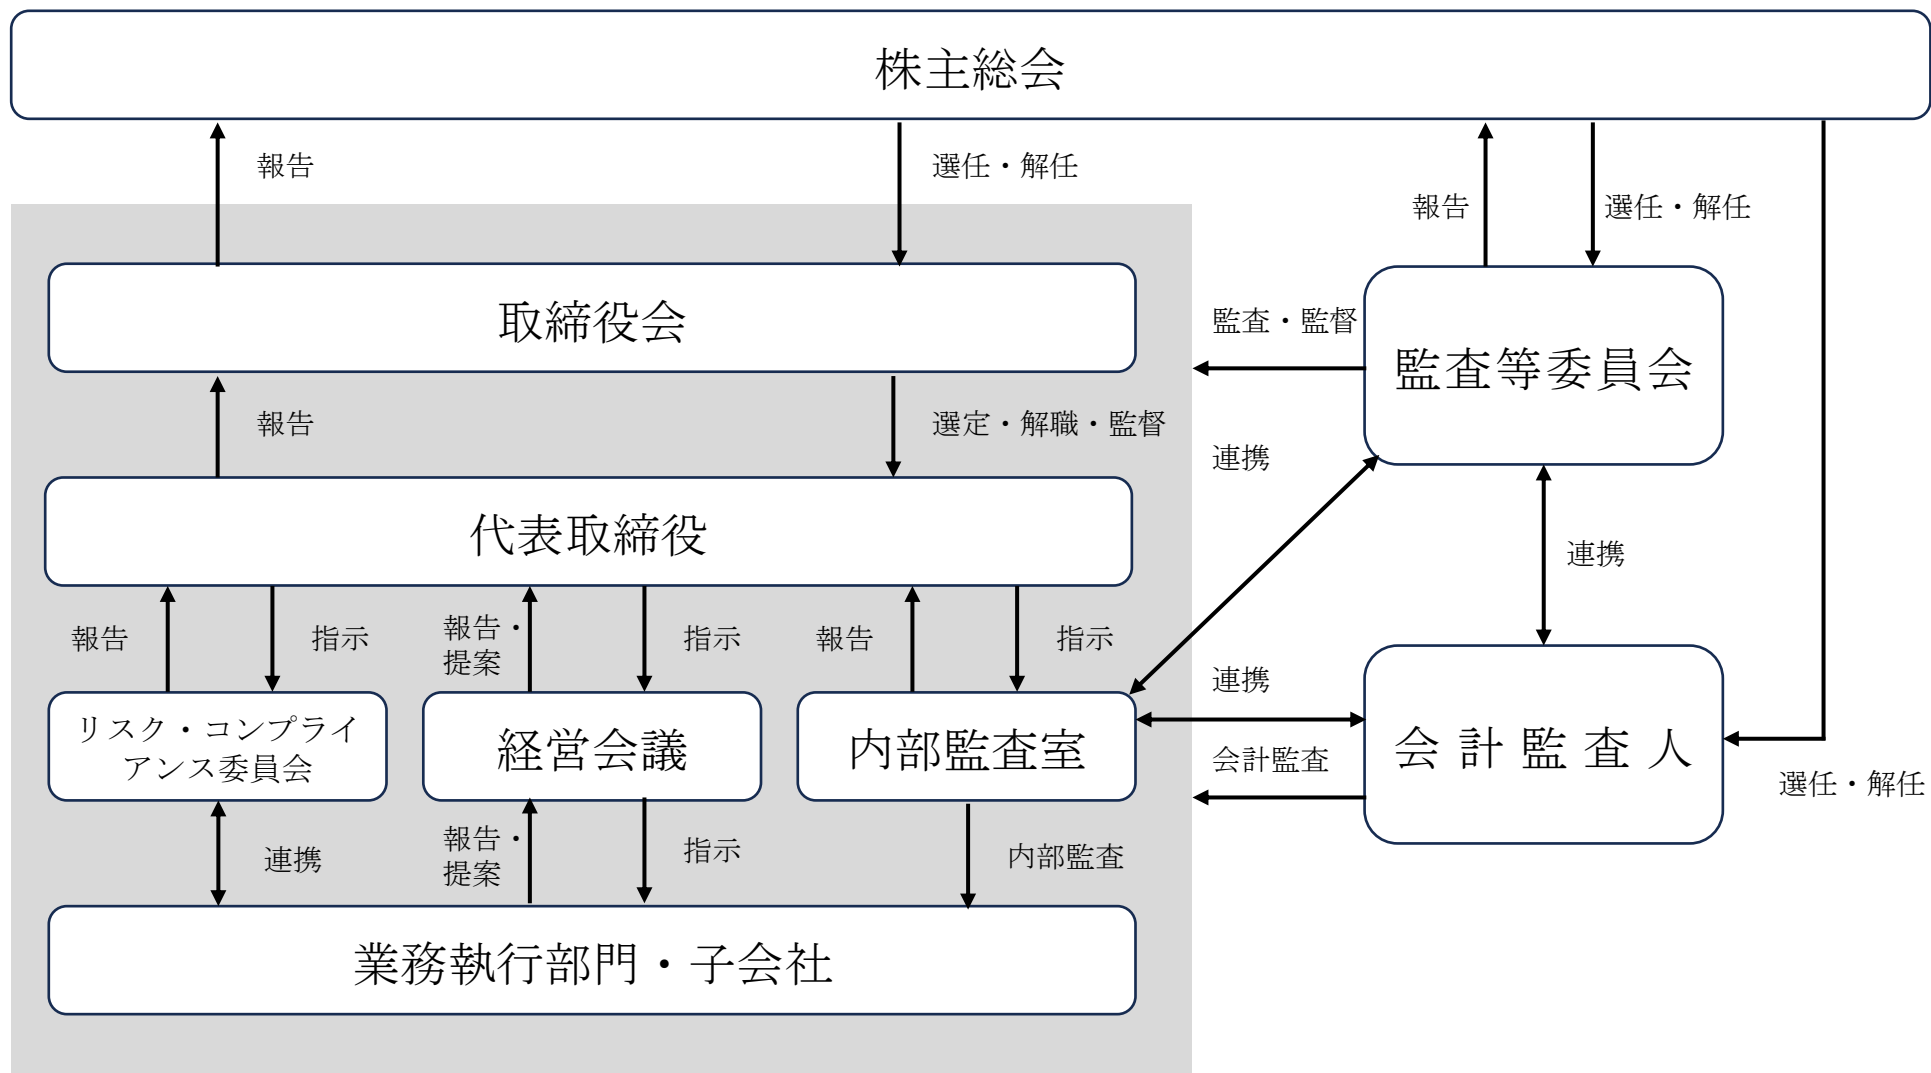 株主総会
報告
選任・解任
報告
選任・解任
取締役会
監査・監督
監査等委員会
報告
選定・解職・監督
連携
代表取締役
連携
報告
指示
報告・
提案
指示
報告
指示
連携
リスク・コンプライ
アンス委員会
経営会議
内部監査室
会計監査
会計監査人
選任・解任
連携
報告・
提案
指示
内部監査
業務執行部門・子会社